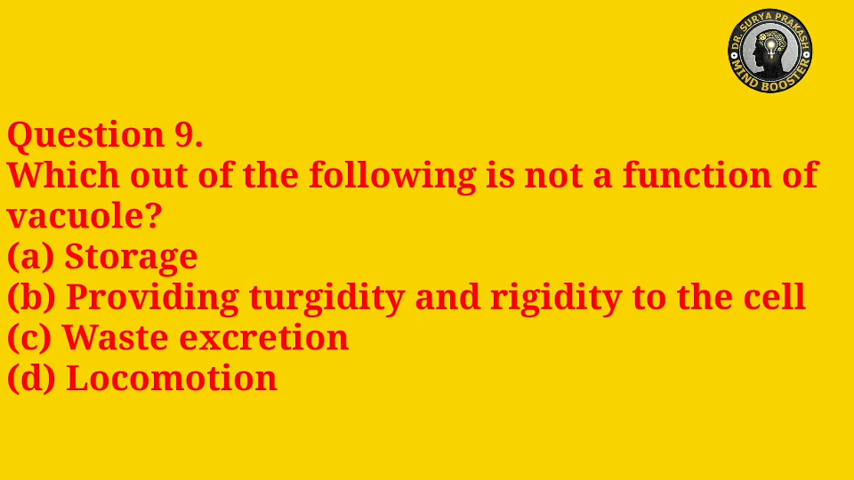 DR. SURYA PRAKASH
MIND BOOSTER
Question 9.
Which out of the following is not a function of
vacuole?
(a) Storage
(b) Providing turgidity and rigidity to the cell
(c) Waste excretion
(d) Locomotion